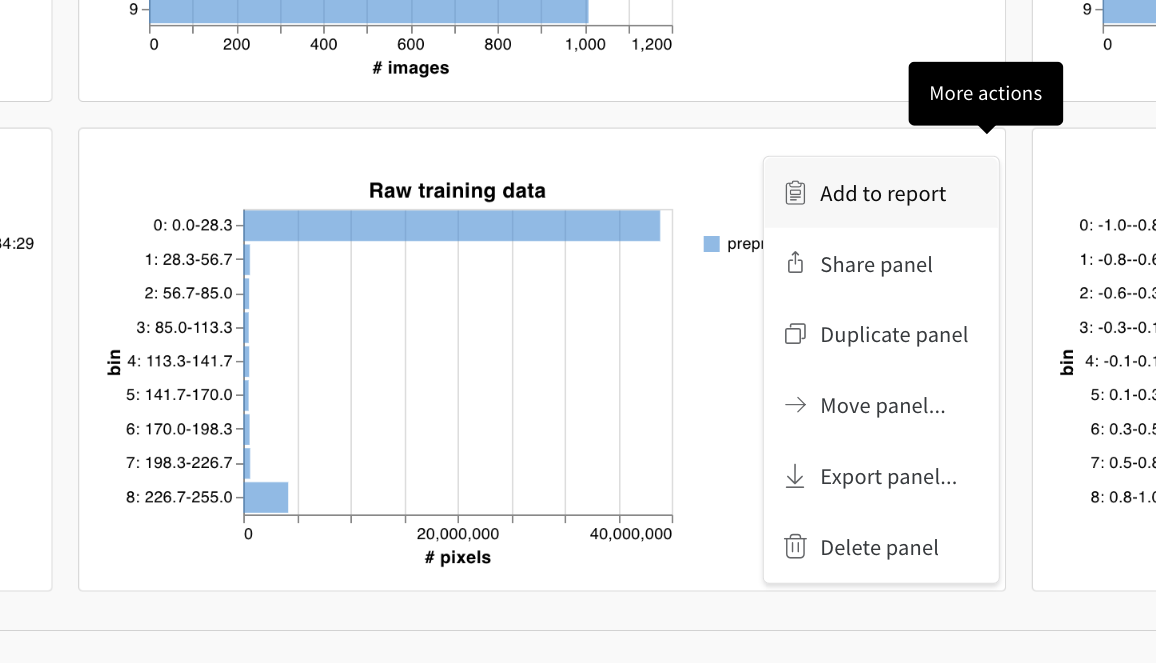 9
0 200 400 600 800 1,000 1,200
# images
9
0
More actions
34:29
Raw training data
0: 0.0-28.3
1: 28.3-56.7
2: 56.7-85.0
3: 85.0-113.3
4: 113.3-141.7
5: 141.7-170.0
6: 170.0-198.3
7: 198.3-226.7
8: 226.7-255.0
bin
0 20,000,000 40,000,000
# pixels
Add to report
Share panel
Duplicate panel
Move panel...
Export panel...
Delete panel
0: -1.0--0.8
1: -0.8--0.6
2: -0.6--0.3
3: -0.3--0.1
4: -0.1-0.1
5: 0.1-0.3
6: 0.3-0.5
7: 0.5-0.8
8: 0.8-1.0
bin